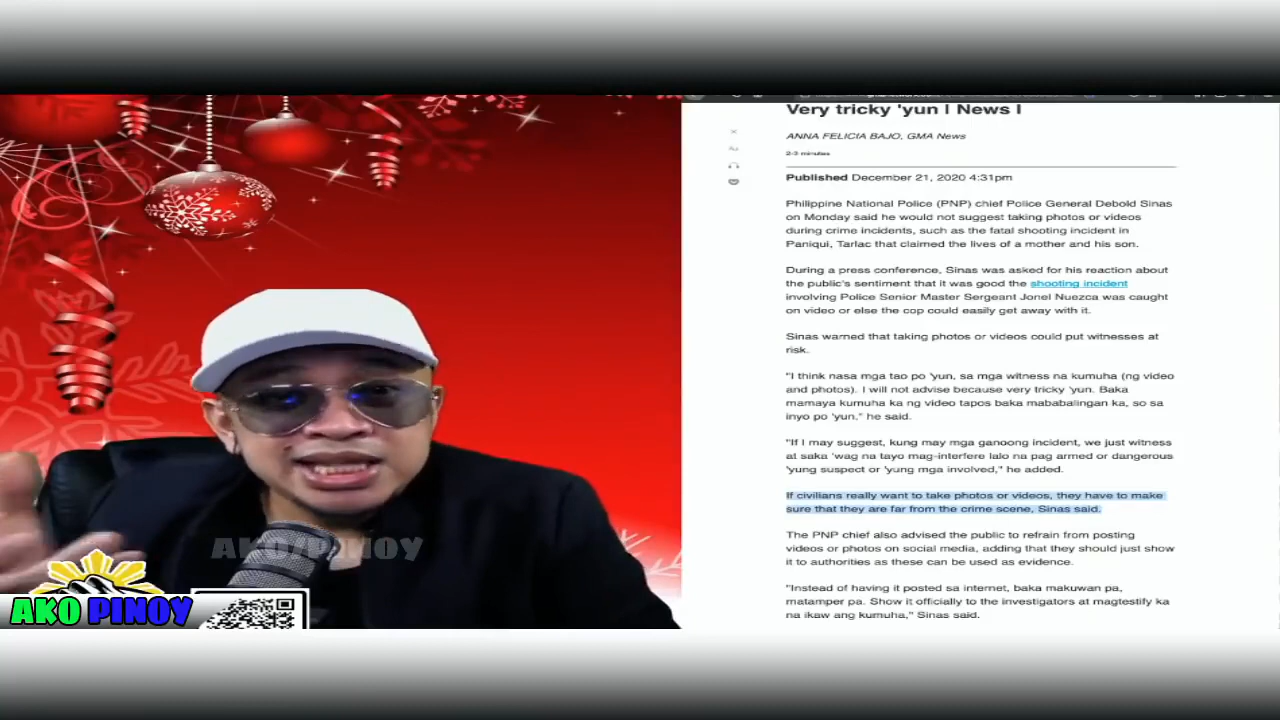 Very tricky 'yun | News |
ANNA FELICIA BAJO, GMA News
2-3 minutes
Published December 21, 2020 4:31pm
Philippine National Police (PNP) chief Police General Debold Sinas
on Monday said he would not suggest taking photos or videos
during crime incidents, such as the fatal shooting incident in
Paniqui, Tarlac that claimed the lives of a mother and his son.
During a press conference, Sinas was asked for his reaction about
the public's sentiment that it was good the shooting incident
involving Police Senior Master Sergeant Jonel Nuezca was caught
on video or else the cop could easily get away with it.
Sinas warned that taking photos or videos could put witnesses at
risk.
"I think nasa mga tao po 'yun, sa mga witness na kumuha (ng video
and photos). I will not advise because very tricky 'yun. Baka
mamaya kumuha ka ng video tapos baka mababalingan ka, so sa
inyo po 'yun," he said.
"If I may suggest, kung may mga ganoong incident, we just witness
at saka 'wag na tayo mag-interfere lalo na pag armed or dangerous
'yung suspect or 'yung mga involved," he added.
If civilians really want to take photos or videos, they have to make
sure that they are far from the crime scene, Sinas said.
The PNP chief also advised the public to refrain from posting
videos or photos on social media, adding that they should just show
it to authorities as these can be used as evidence.
"Instead of having it posted sa internet, baka makuwan pa,
matamper pa. Show it officially to the investigators at magtestify ka
na ikaw ang kumuha," Sinas said.
AKO PINOY
AKO PINOY